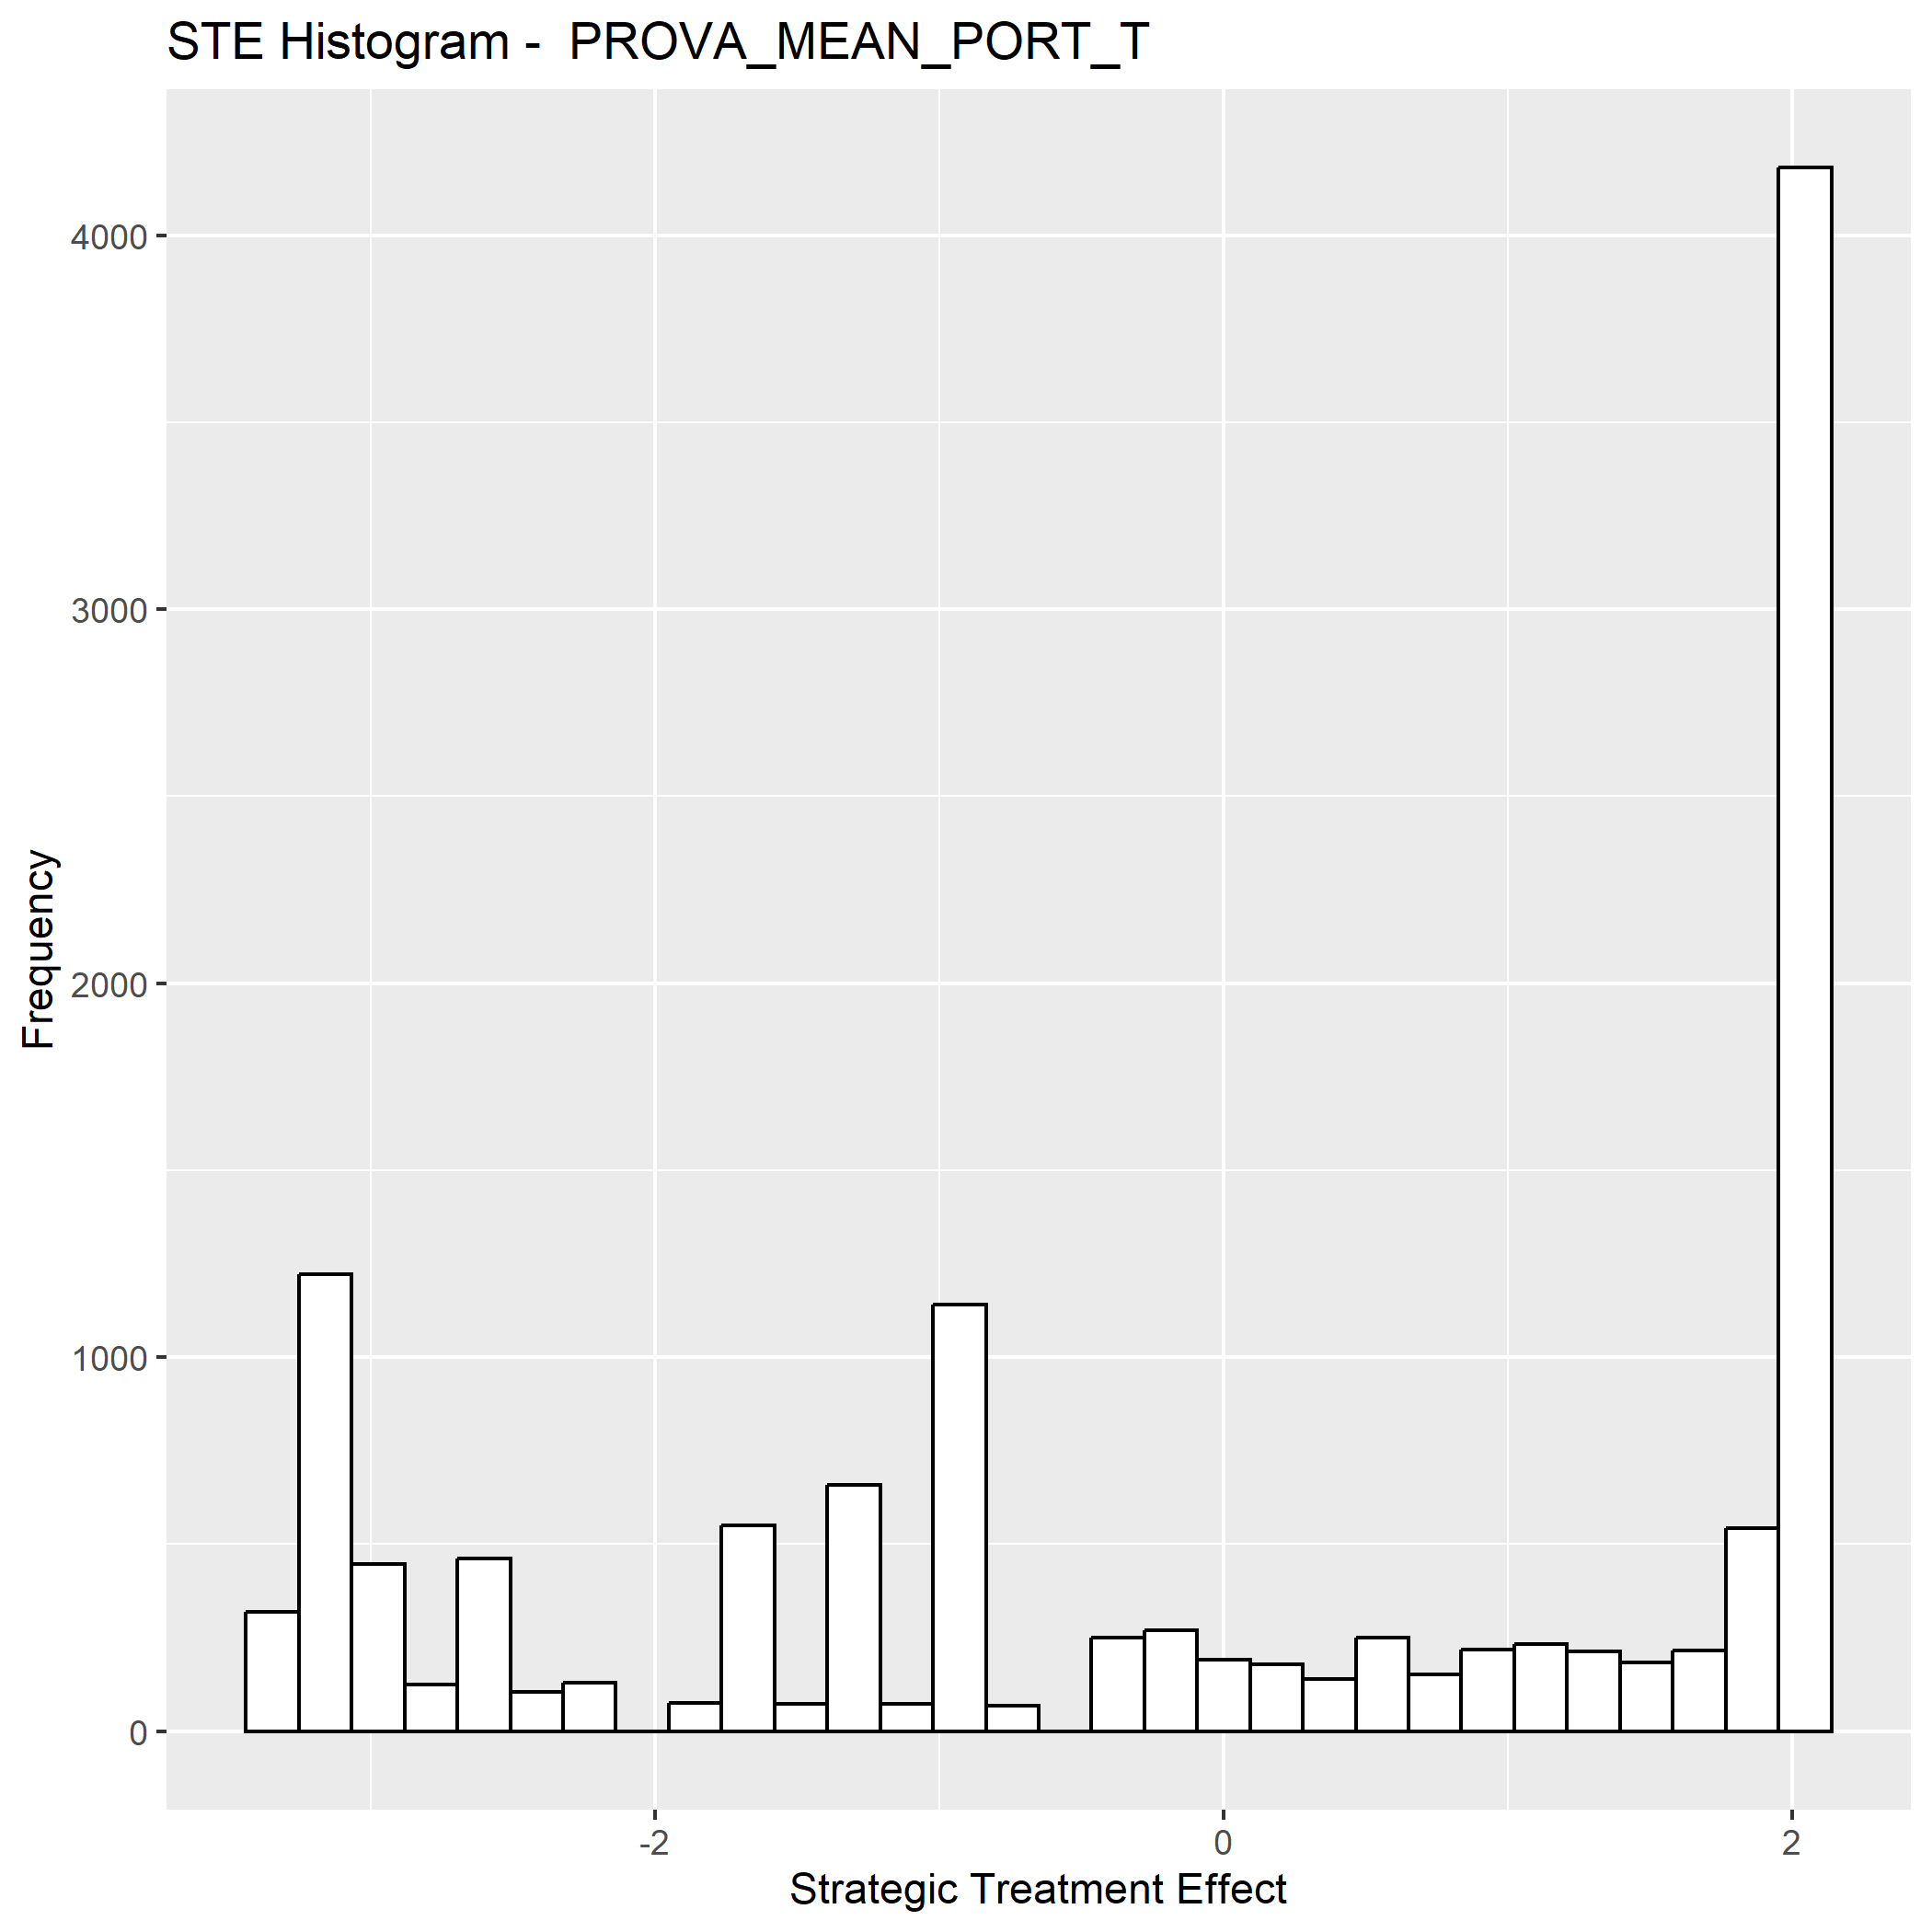 STE Histogram -  PROVA_MEAN_PORT_T
Frequency
4000
3000
2000
1000
0
-2
0
2
Strategic Treatment Effect